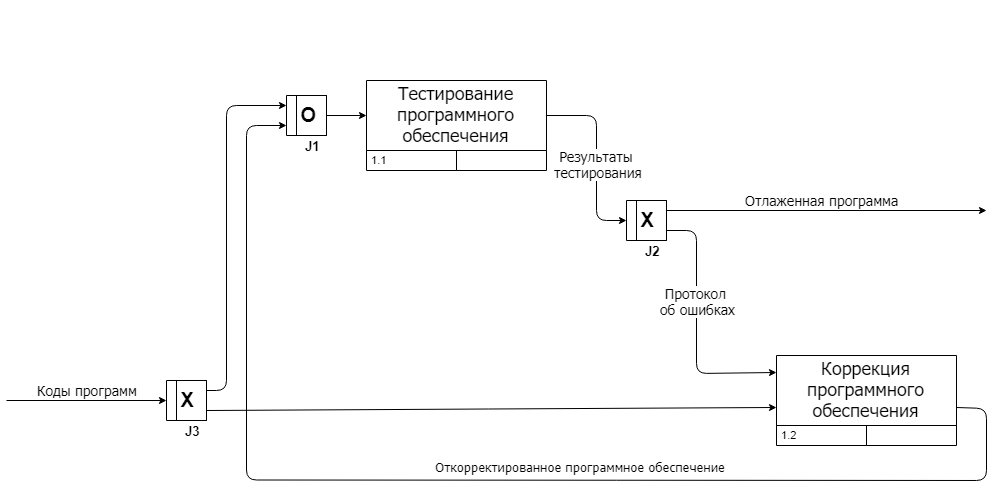 Тестирование
программного
обеспечения
O
J1
1.1
Результаты
тестирования
Отлаженная программа
X
J2
Протокол
об ошибках
Коды программ
X
J3
Коррекция
программного
обеспечения
1.2
Откорректированное программное обеспечение